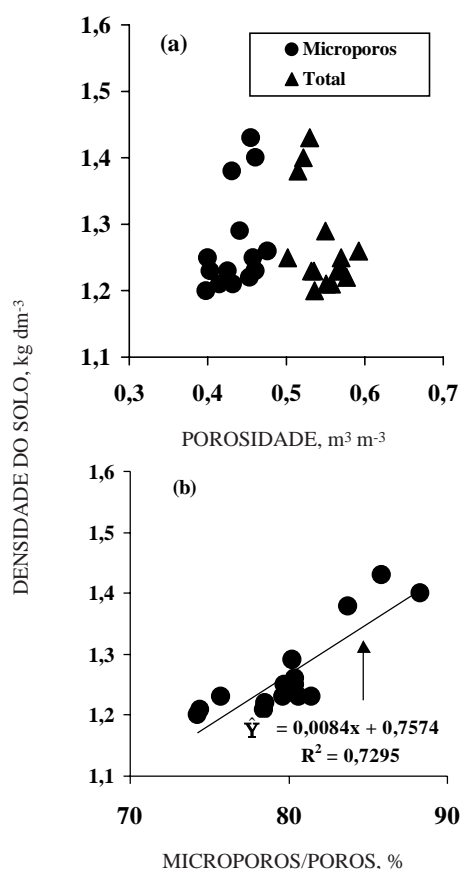 DENSIDADE DO SOLO, kg dm⁻³
(a)
Microporos
Total
1,6
1,5
1,4
1,3
1,2
1,1
0,3 0,4 0,5 0,6 0,7
POROSIDADE, m³ m⁻³
(b)
1,6
1,5
1,4
1,3
1,2
1,1
Ŷ = 0,0084x + 0,7574
R² = 0,7295
70 80 90
MICROPOROS/POROS, %